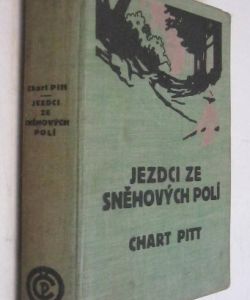 Chart Pitt
JEZDCI ZE
SNĚHOVÝCH
POLÍ
JEZDCI ZE
SNĚHOVÝCH POLÍ
CHART PITT